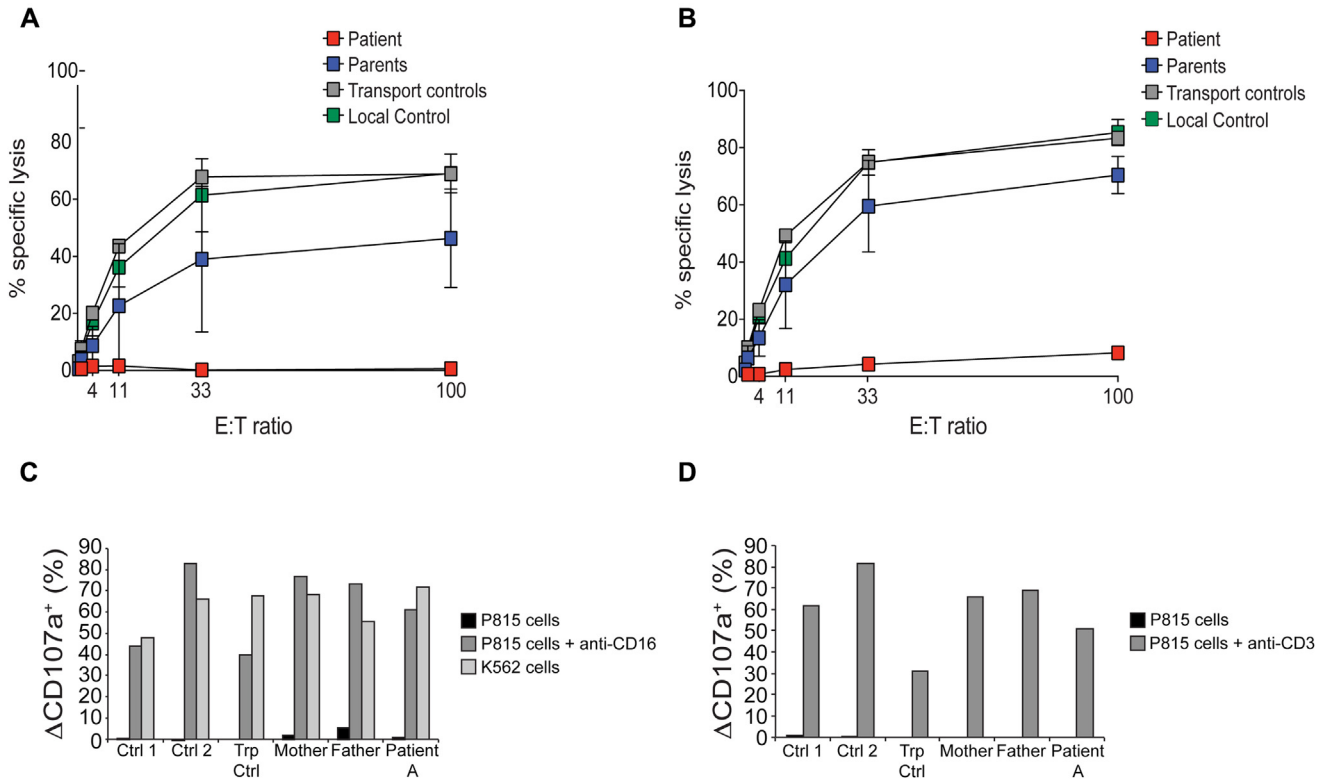 A
Patient
Parents
Transport controls
Local Control
% specific lysis
100
80
60
40
20
0
4 11 33 100
E:T ratio
B
Patient
Parents
Transport controls
Local Control
% specific lysis
100
80
60
40
20
0
4 11 33 100
E:T ratio
C
ΔCD107a+ (%)
90
80
70
60
50
40
30
20
10
0
Ctrl 1 Ctrl 2 Trp Mother Father Patient
Ctrl A
P815 cells
P815 cells + anti-CD16
K562 cells
D
ΔCD107a+ (%)
90
80
70
60
50
40
30
20
10
0
Ctrl 1 Ctrl 2 Trp Mother Father Patient
Ctrl A
P815 cells
P815 cells + anti-CD3